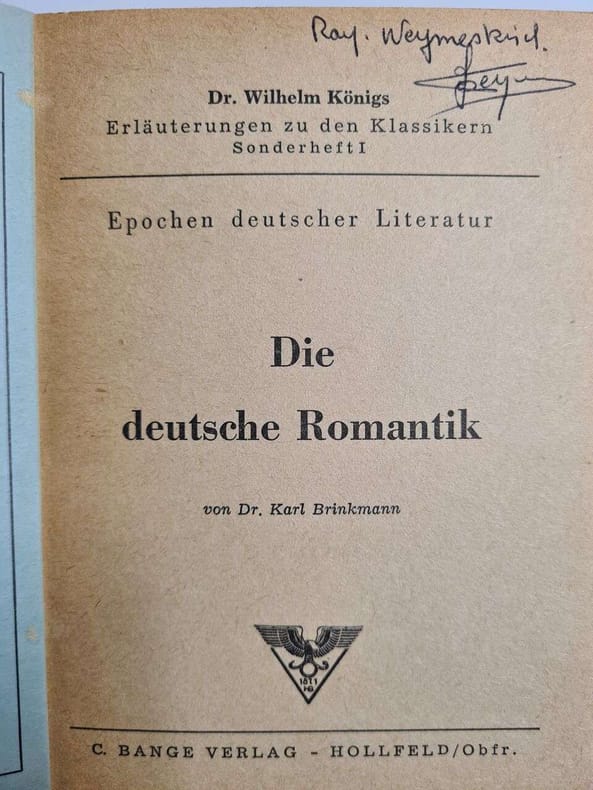 Ray. Weymeskirch.
Dr. Wilhelm Königs
Erläuterungen zu den Klassikern
Sonderheft I
Epochen deutscher Literatur
Die
deutsche Romantik
von Dr. Karl Brinkmann
1871
C. BANGE VERLAG - HOLLFELD/Obfr.